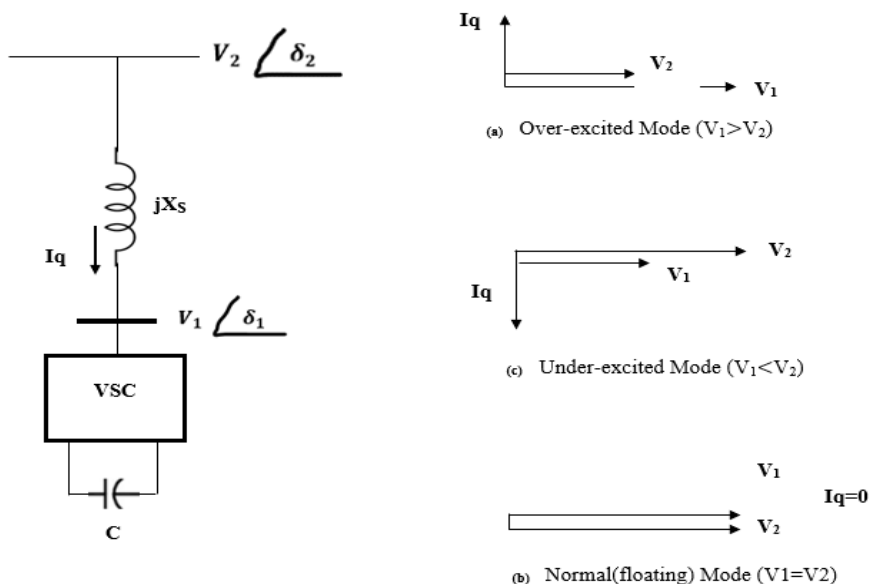 V₂ ∠δ₂
jXs
Iq
V₁ ∠δ₁
VSC
C
Iq
V₂
V₁
(a) Over-excited Mode (V₁>V₂)
V₂
V₁
Iq
(c) Under-excited Mode (V₁<V₂)
V₁
Iq=0
V₂
(b) Normal(floating) Mode (V1=V2)